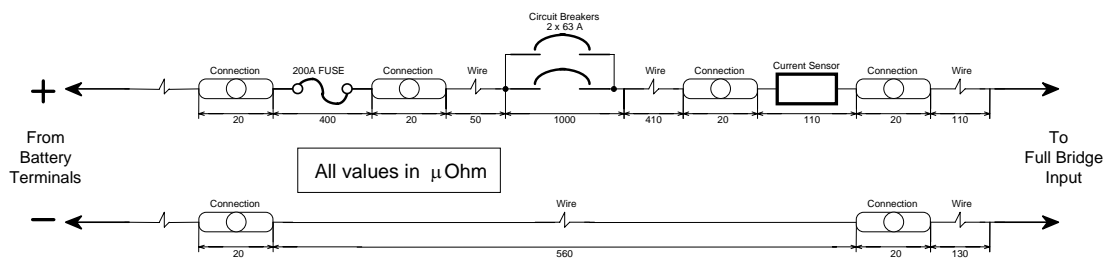 Circuit Breakers
2 x 63 A
Connection
200A FUSE
Connection
Wire
Wire
Connection
Current Sensor
Connection
Wire
+
20
400
20
50
1000
410
20
110
20
110
From
Battery
Terminals
All values in μOhm
To
Full Bridge
Input
Connection
Wire
Connection
Wire
−
20
560
20
130